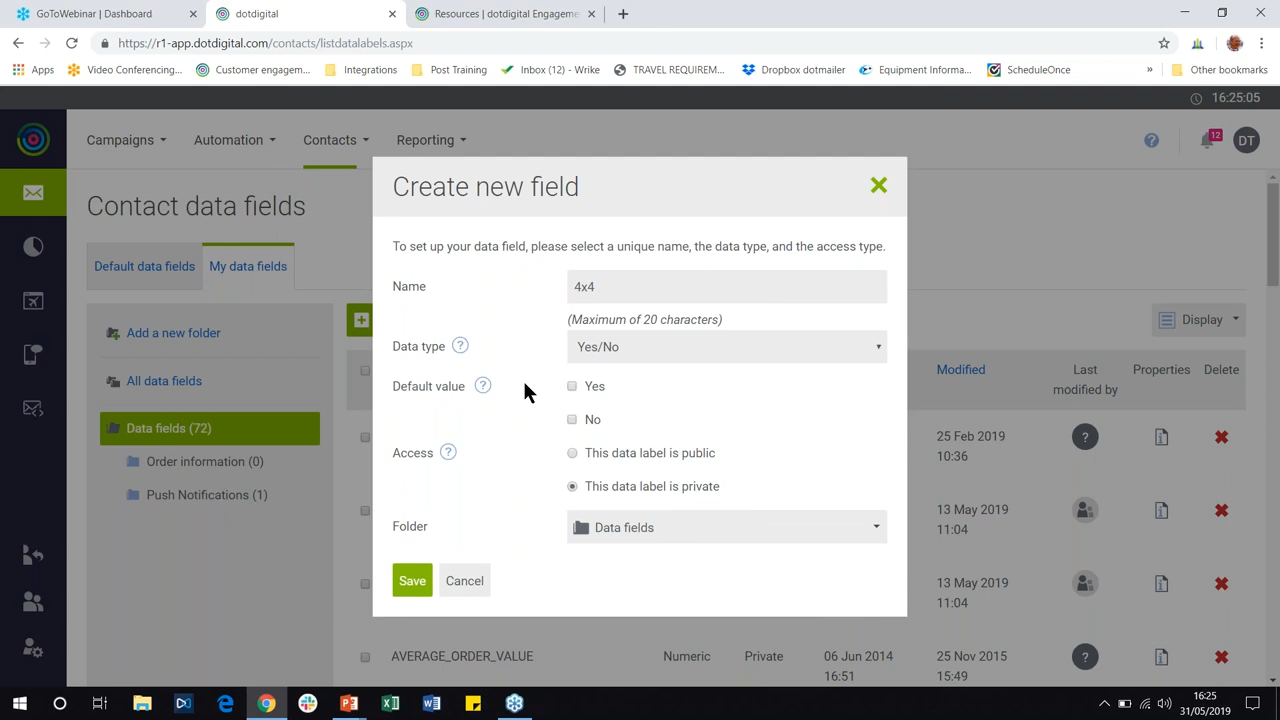 GoToWebinar | Dashboard
dotdigital
Resources | dotdigital Engageme
https://r1-app.dotdigital.com/contacts/listdatalabels.aspx
Apps
Video Conferencing...
Customer engagem...
Integrations
Post Training
Inbox (12) - Wrike
TRAVEL REQUIREM...
Dropbox dotmailer
Equipment Informa...
ScheduleOnce
»
Other bookmarks
16:25:05
Campaigns
Automation
Contacts
Reporting
?
12
DT
Contact data fields
Create new field
To set up your data field, please select a unique name, the data type, and the access type.
Default data fields
My data fields
Name
4x4
(Maximum of 20 characters)
Add a new folder
Display
Data type ?
Yes/No
All data fields
Modified
Last
modified by
Properties
Delete
Default value ?
Yes
No
Data fields (72)
25 Feb 2019
10:36
?
Access ?
This data label is public
Order information (0)
This data label is private
Push Notifications (1)
13 May 2019
11:04
Folder
Data fields
Save
Cancel
13 May 2019
11:04
AVERAGE_ORDER_VALUE
Numeric
Private
06 Jun 2014
16:51
25 Nov 2015
15:49
?
16:25
31/05/2019